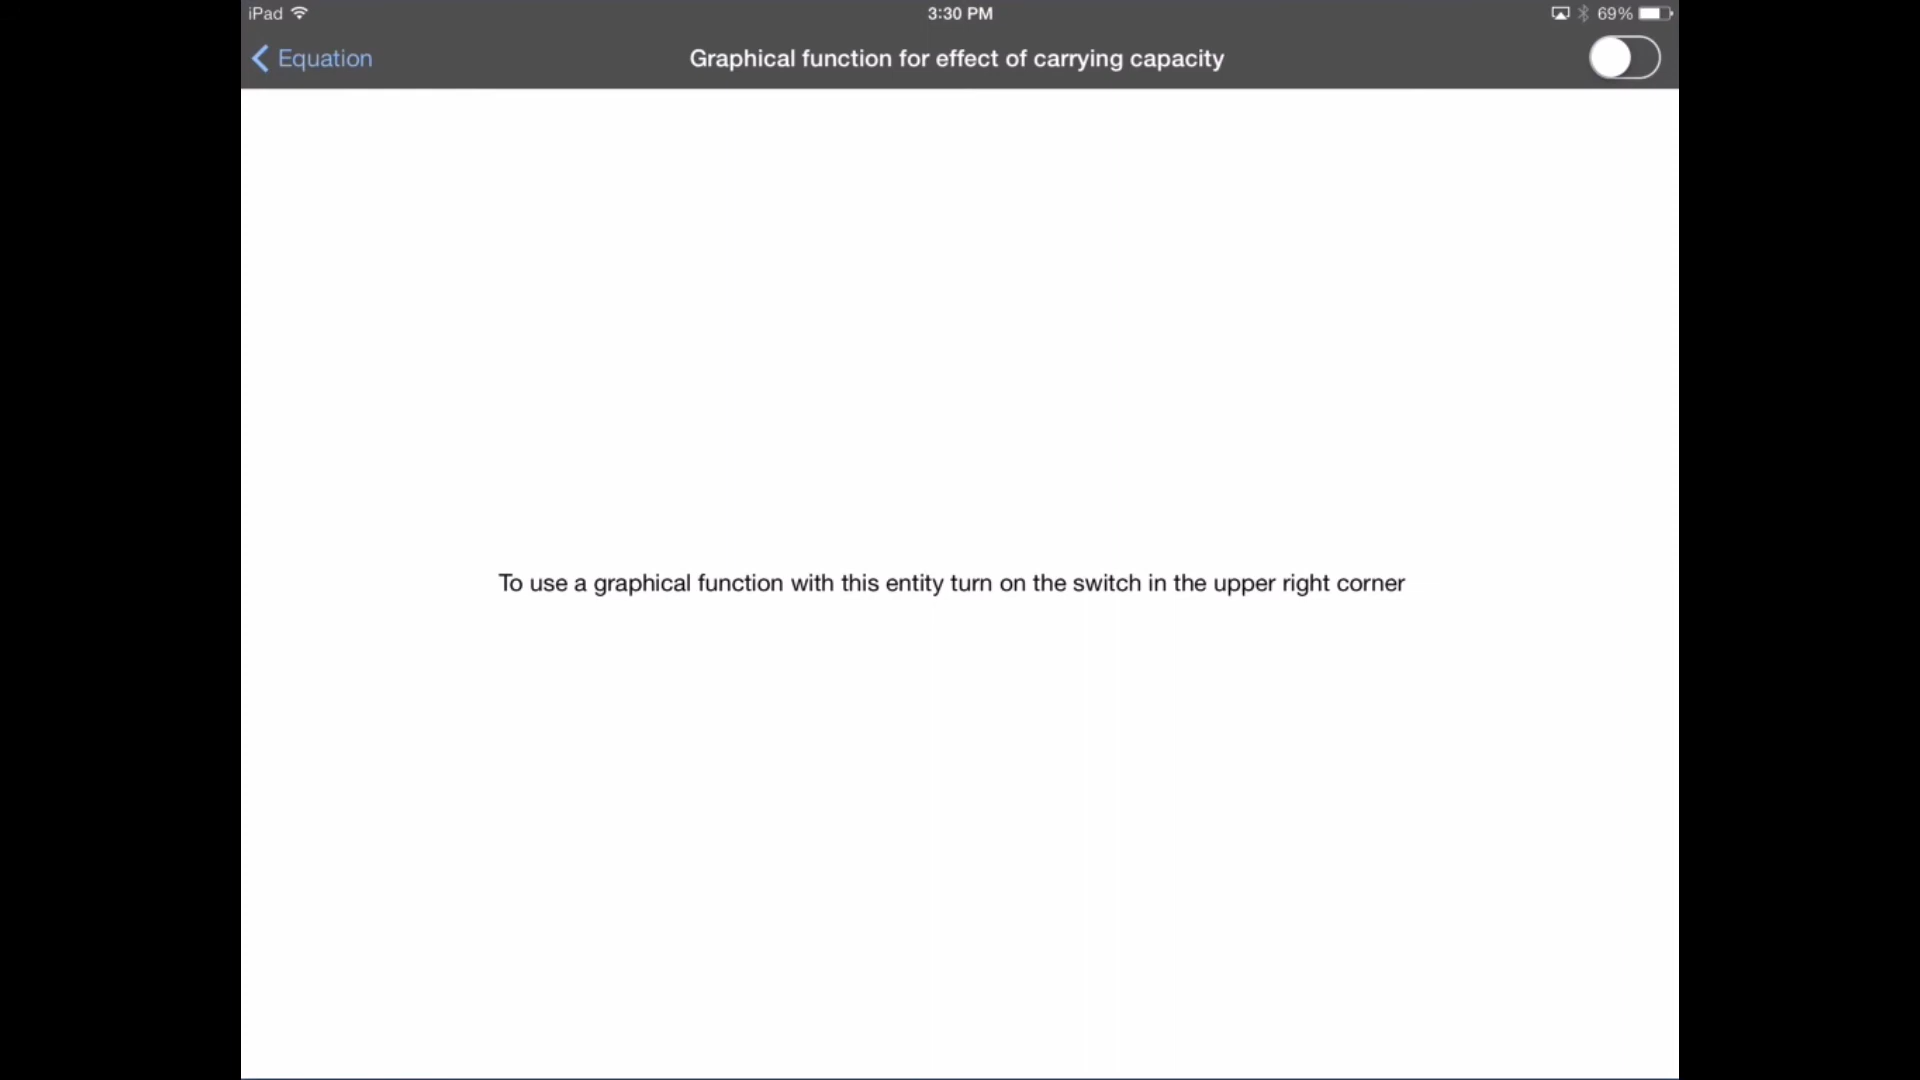 iPad
3:30 PM
69%
Equation
Graphical function for effect of carrying capacity
To use a graphical function with this entity turn on the switch in the upper right corner